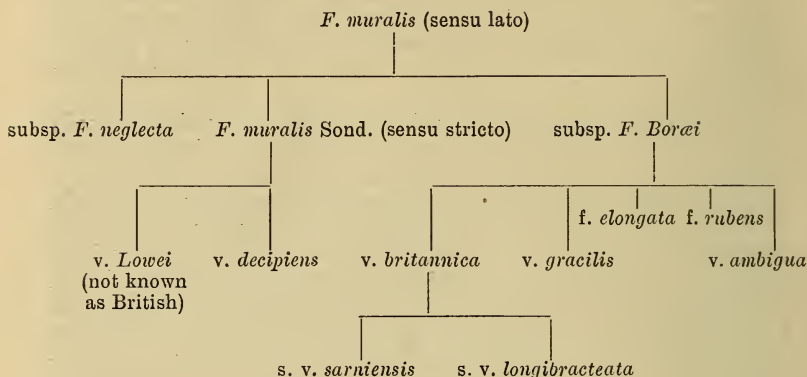 F. muralis (sensu lato)
subsp. F. neglecta F. muralis Sond. (sensu stricto) subsp. F. Boræi
f. elongata f. rubens
v. Lowei v. decipiens v. britannica v. gracilis v. ambigua
(not known
as British)
s. v. sarniensis s. v. longibracteata